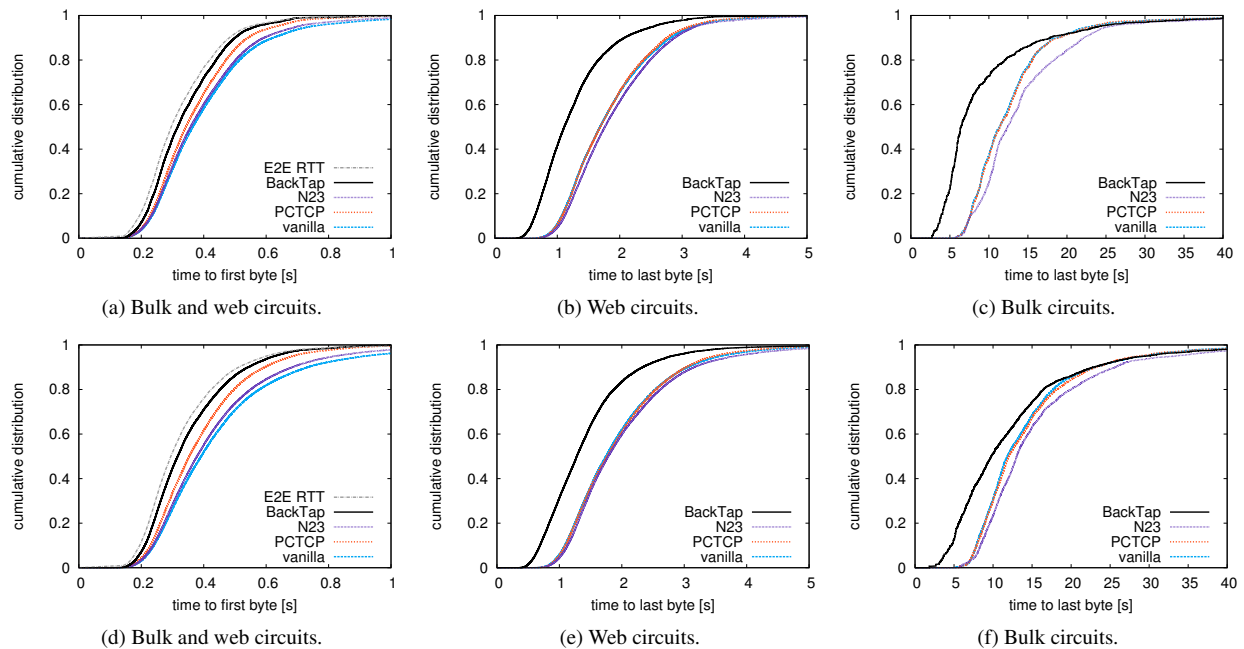 1
0.8
0.6
0.4
0.2
0
cumulative distribution
E2E RTT
BackTap
N23
PCTCP
vanilla
0 0.2 0.4 0.6 0.8 1
time to first byte [s]
(a) Bulk and web circuits.
1
0.8
0.6
0.4
0.2
0
cumulative distribution
BackTap
N23
PCTCP
vanilla
0 1 2 3 4 5
time to last byte [s]
(b) Web circuits.
1
0.8
0.6
0.4
0.2
0
cumulative distribution
BackTap
N23
PCTCP
vanilla
0 5 10 15 20 25 30 35 40
time to last byte [s]
(c) Bulk circuits.
1
0.8
0.6
0.4
0.2
0
cumulative distribution
E2E RTT
BackTap
N23
PCTCP
vanilla
0 0.2 0.4 0.6 0.8 1
time to first byte [s]
(d) Bulk and web circuits.
1
0.8
0.6
0.4
0.2
0
cumulative distribution
BackTap
N23
PCTCP
vanilla
0 1 2 3 4 5
time to last byte [s]
(e) Web circuits.
1
0.8
0.6
0.4
0.2
0
cumulative distribution
BackTap
N23
PCTCP
vanilla
0 5 10 15 20 25 30 35 40
time to last byte [s]
(f) Bulk circuits.